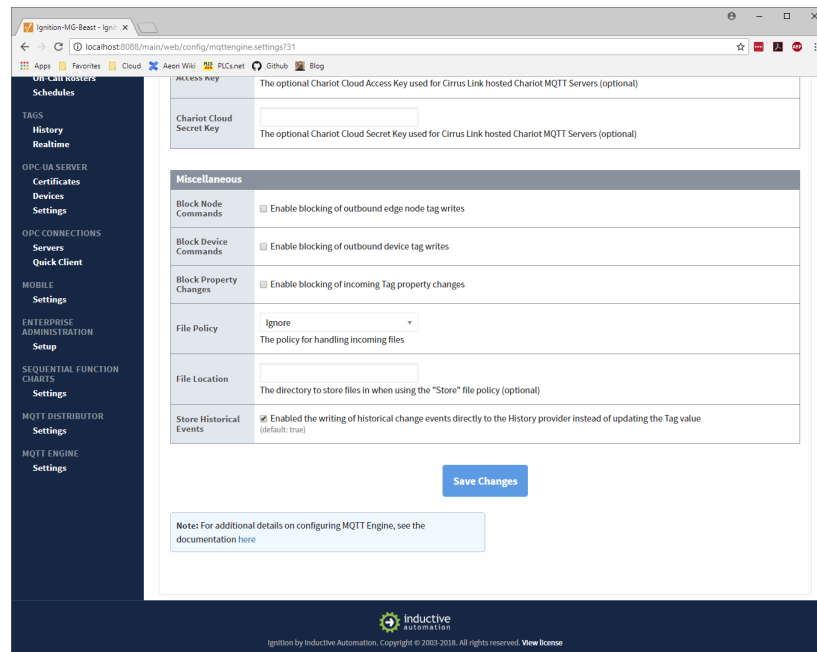 Ignition-MG-Beast - Ignit
localhost:8088/main/web/config/mqttengine.settings?31
Apps Favorites Cloud Aeon Wiki PLCs.net Github Blog
On-Call Rosters
Schedules
TAGS
History
Realtime
OPC-UA SERVER
Certificates
Devices
Settings
OPC CONNECTIONS
Servers
Quick Client
MOBILE
Settings
ENTERPRISE
ADMINISTRATION
Setup
SEQUENTIAL FUNCTION
CHARTS
Settings
MQTT DISTRIBUTOR
Settings
MQTT ENGINE
Settings
Access Key
The optional Chariot Cloud Access Key used for Cirrus Link hosted Chariot MQTT Servers (optional)
Chariot Cloud
Secret Key
The optional Chariot Cloud Secret Key used for Cirrus Link hosted Chariot MQTT Servers (optional)
Miscellaneous
Block Node
Commands
Enable blocking of outbound edge node tag writes
Block Device
Commands
Enable blocking of outbound device tag writes
Block Property
Changes
Enable blocking of incoming Tag property changes
File Policy
Ignore
The policy for handling incoming files
File Location
The directory to store files in when using the "Store" file policy (optional)
Store Historical
Events
Enabled the writing of historical change events directly to the History provider instead of updating the Tag value
(default: true)
Save Changes
Note: For additional details on configuring MQTT Engine, see the
documentation here
inductive
automation
Ignition by Inductive Automation. Copyright © 2003-2018. All rights reserved. View license